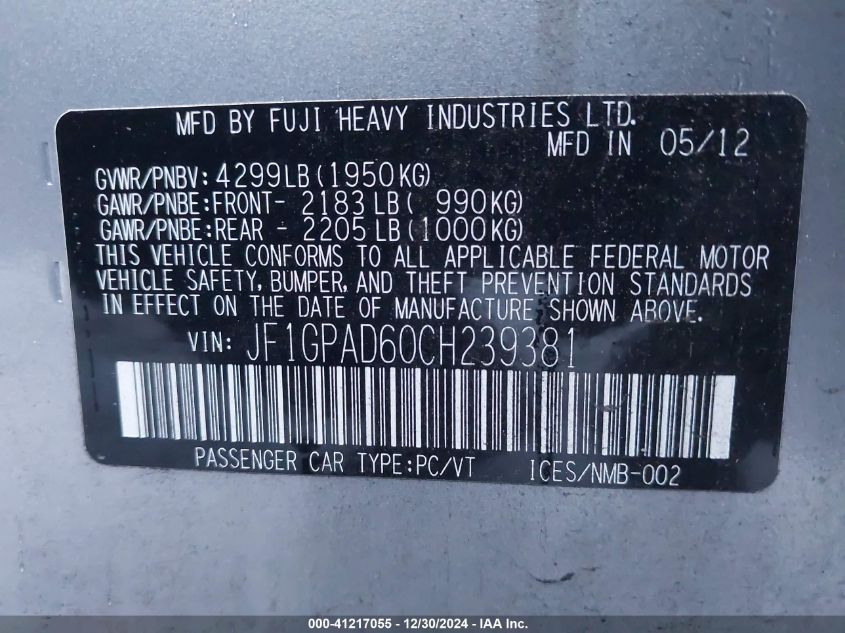 MFD BY FUJI HEAVY INDUSTRIES LTD.
MFD IN 05/12
GVWR/PNBV: 4299LB(1950KG)
GAWR/PNBE:FRONT- 2183LB( 990KG)
GAWR/PNBE:REAR - 2205LB(1000KG)
THIS VEHICLE CONFORMS TO ALL APPLICABLE FEDERAL MOTOR
VEHICLE SAFETY, BUMPER, AND THEFT PREVENTION STANDARDS
IN EFFECT ON THE DATE OF MANUFACTURE SHOWN ABOVE.
VIN: JF1GPAD60CH239381
PASSENGER CAR TYPE:PC/VT ICES/NMB-002
000-41217055 - 12/30/2024 - IAA Inc.